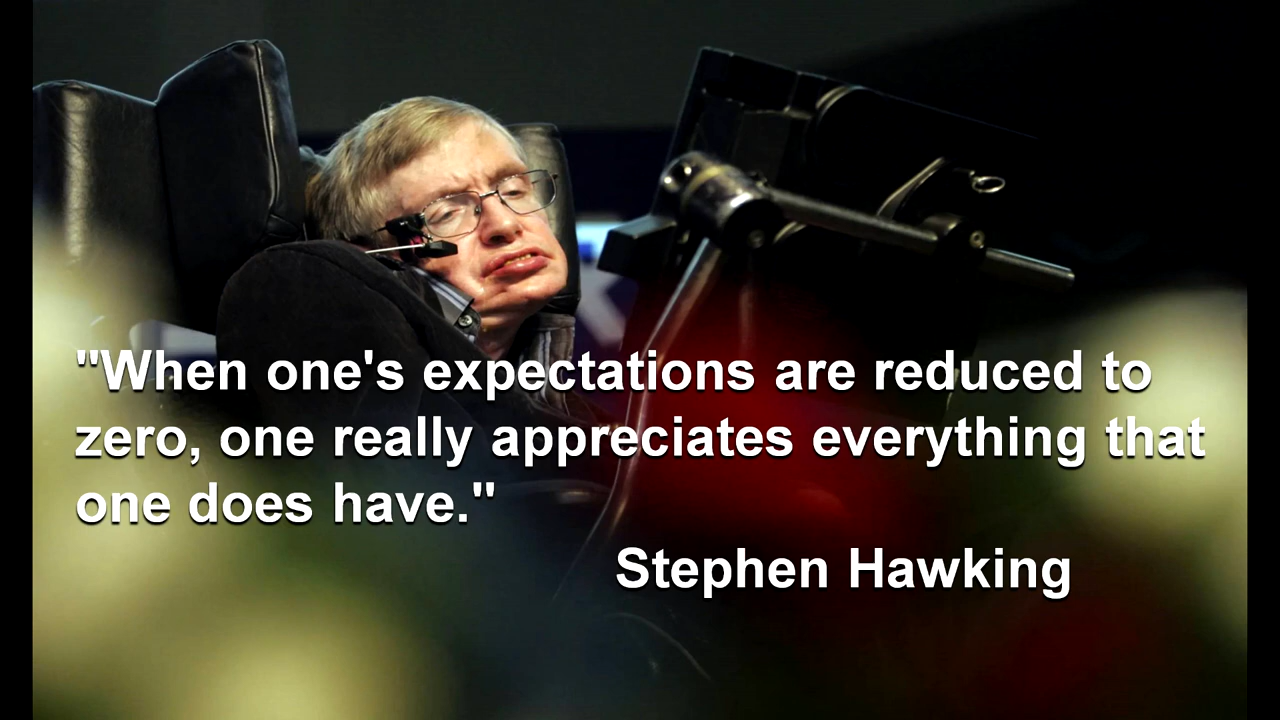 "When one's expectations are reduced to
zero, one really appreciates everything that
one does have."
Stephen Hawking